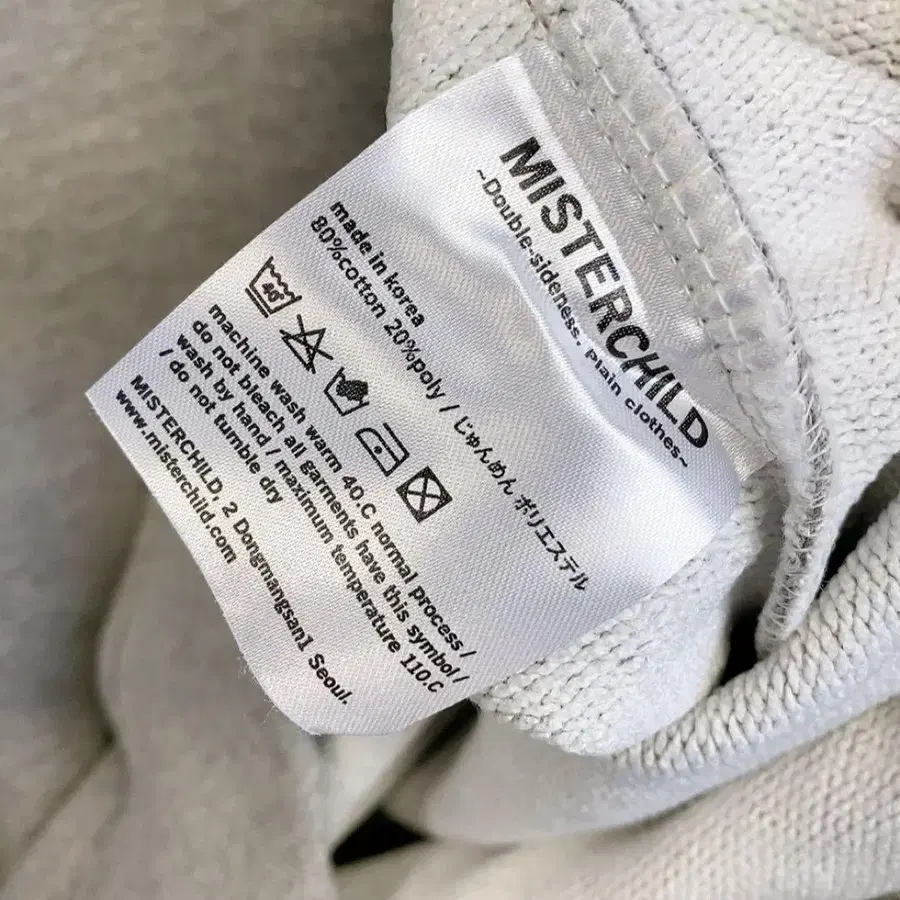 MISTERCHILD
~Double-sideness. Plain clothes~
made in korea
80%cotton 20%poly / じゅんめん ポリエステル
40°
machine wash warm 40.C normal process /
do not bleach all garments have this symbol /
wash by hand / maximum temperature 110.C
/ do not tumble dry
MISTERCHILD, 2 Dongmangsan1 Seoul.
www.misterchild.com